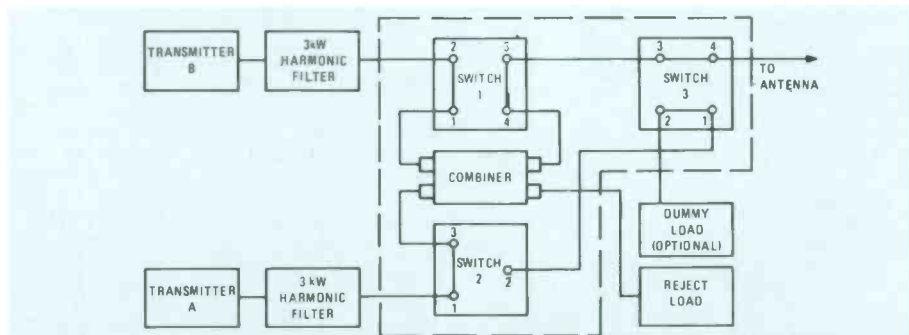 TRANSMITTER
B
3kW
HARMONIC
FILTER
2
3
SWITCH
1
1
4
3
4
SWITCH
3
2
1
TO
ANTENNA
COMBINER
3
SWITCH
2
2
1
DUMMY
LOAD
(OPTIONAL)
TRANSMITTER
A
3 kW
HARMONIC
FILTER
REJECT
LOAD